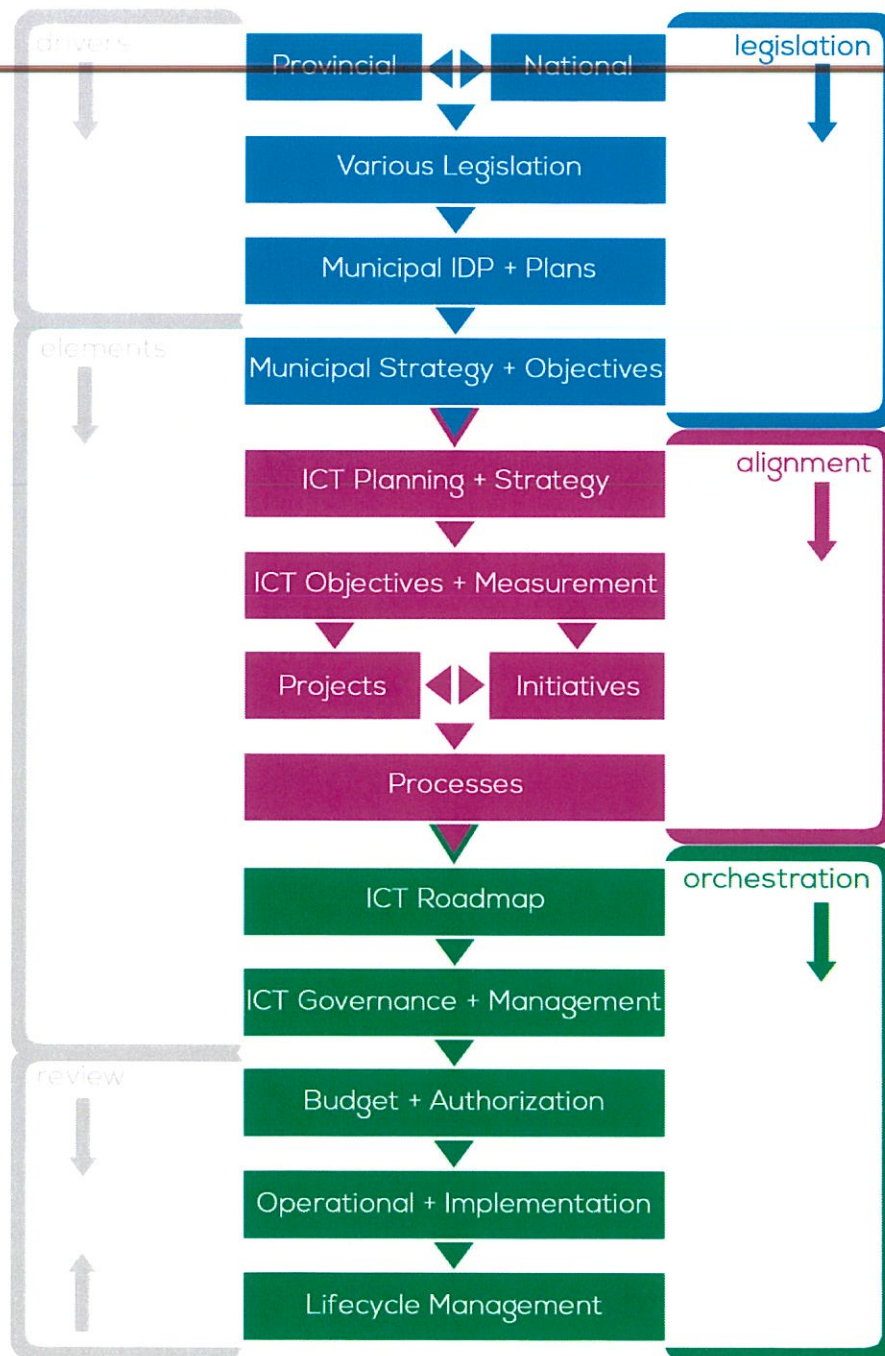 drivers
Provincial
National
legislation
Various Legislation
Municipal IDP + Plans
elements
Municipal Strategy + Objectives
ICT Planning + Strategy
alignment
ICT Objectives + Measurement
Projects
Initiatives
Processes
ICT Roadmap
orchestration
ICT Governance + Management
review
Budget + Authorization
Operational + Implementation
Lifecycle Management